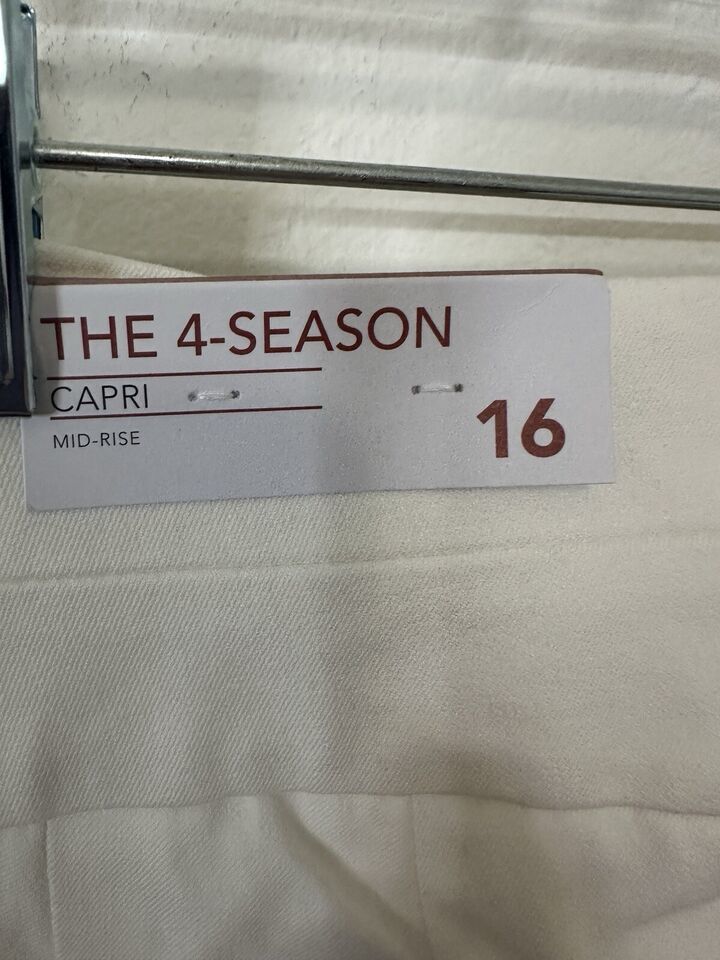 THE 4-SEASON
CAPRI
MID-RISE
16